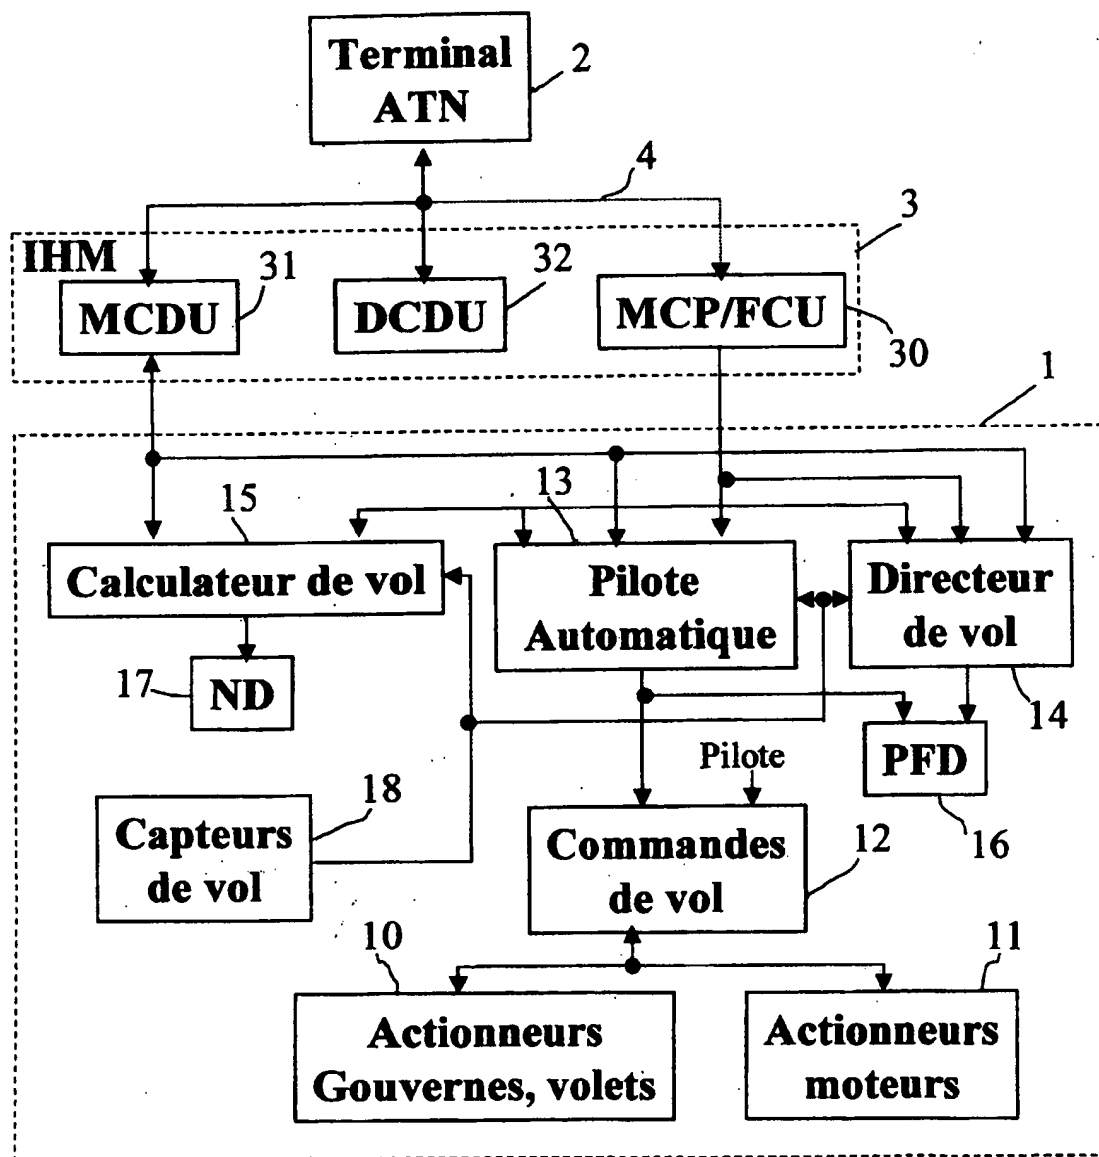 Terminal
ATN
2
4
3
IHM
31
32
MCDU
DCDU
MCP/FCU
30
1
15
13
Calculateur de vol
Pilote
Automatique
Directeur
de vol
17
ND
14
Pilote
PFD
18
Capteurs
de vol
Commandes
de vol
12
16
10
11
Actionneurs
Gouvernes, volets
Actionneurs
moteurs